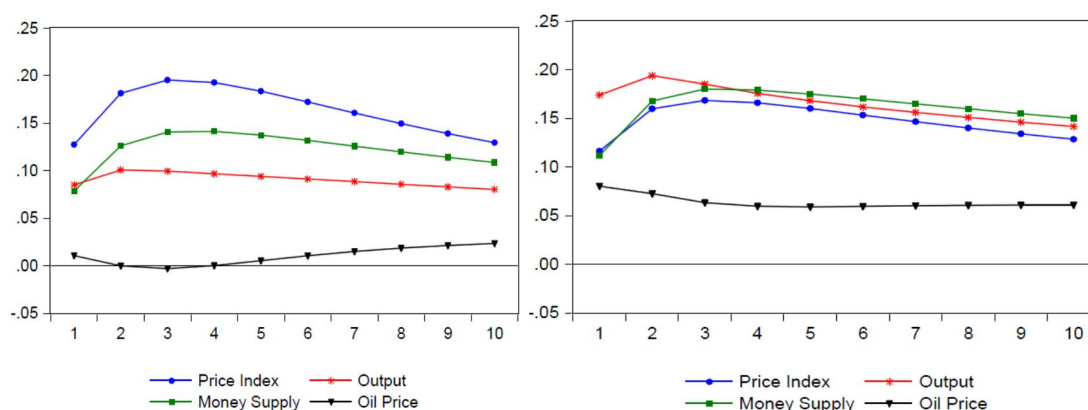 .25
.20
.15
.10
.05
.00
-.05
1 2 3 4 5 6 7 8 9 10
Price Index Output
Money Supply Oil Price
.25
.20
.15
.10
.05
.00
-.05
1 2 3 4 5 6 7 8 9 10
Price Index Output
Money Supply Oil Price